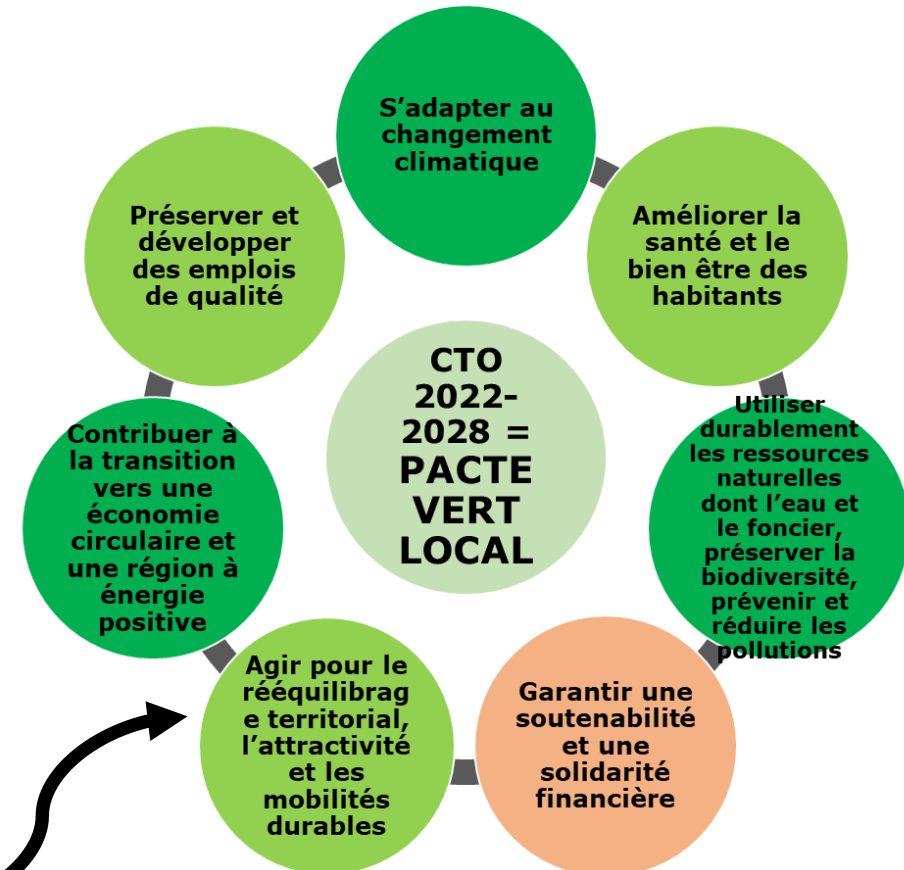 S’adapter au
changement
climatique
Améliorer la
santé et le
bien être des
habitants
Utiliser
durablement
les ressources
naturelles
dont l’eau et
le foncier,
préserver la
biodiversité,
prévenir et
réduire les
pollutions
Garantir une
soutenabilité
et une
solidarité
financière
Agir pour le
rééquilibrag
e territorial,
l’attractivité
et les
mobilités
durables
Contribuer à
la transition
vers une
économie
circulaire et
une région à
énergie
positive
Préserver et
développer
des emplois
de qualité
CTO
2022-
2028 =
PACTE
VERT
LOCAL